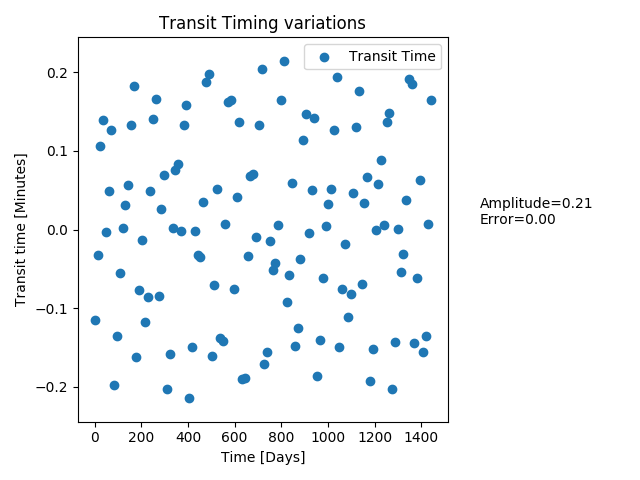 Transit Timing variations
Transit Time
0.2
0.1
0.0
−0.1
−0.2
Transit time [Minutes]
0 200 400 600 800 1000 1200 1400
Time [Days]
Amplitude=0.21
Error=0.00